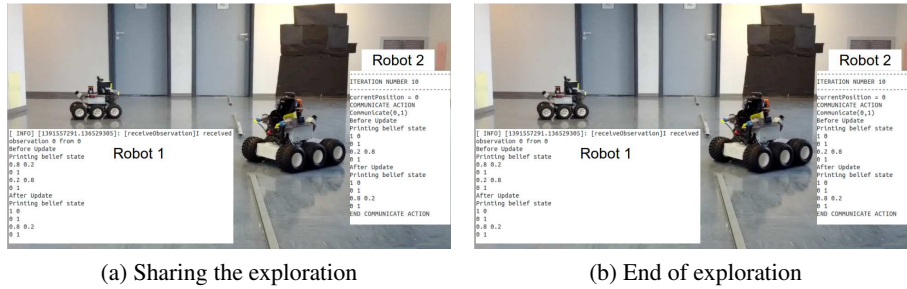 Robot 2
ITERATION NUMBER 10
currentPosition = 0
COMMUNICATE ACTION
Communicate(0,1)
Before Update
Printing belief state
1 0
0 1
0.2 0.8
0 1
After Update
Printing belief state
1 0
0 1
0.8 0.2
0 1
END COMMUNICATE ACTION
[ INFO] [1391557291.136529305]: [receiveObservation]I received
observation 0 from 0
Before Update
Printing belief state
0.8 0.2
0 1
0.2 0.8
0 1
After Update
Printing belief state
1 0
0 1
0.8 0.2
0 1
Robot 1
(a) Sharing the exploration
Robot 2
ITERATION NUMBER 10
currentPosition = 0
COMMUNICATE ACTION
Communicate(0,1)
Before Update
Printing belief state
1 0
0 1
0.2 0.8
0 1
After Update
Printing belief state
1 0
0 1
0.8 0.2
0 1
END COMMUNICATE ACTION
[ INFO] [1391557291.136529305]: [receiveObservation]I received
observation 0 from 0
Before Update
Printing belief state
0.8 0.2
0 1
0.2 0.8
0 1
After Update
Printing belief state
1 0
0 1
0.8 0.2
0 1
Robot 1
(b) End of exploration